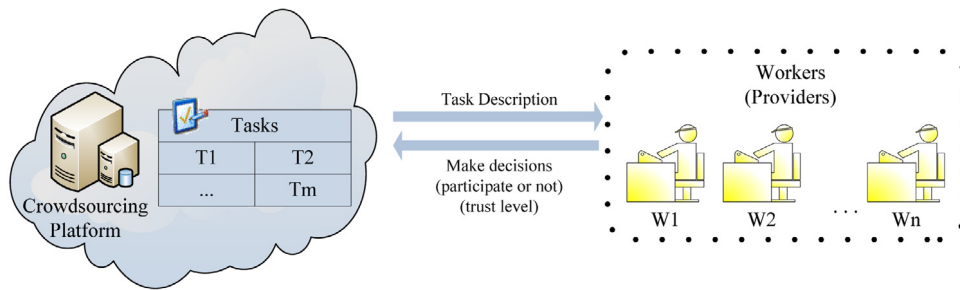 Crowdsourcing
Platform
Tasks
T1 T2
... Tm
Task Description
Make decisions
(participate or not)
(trust level)
Workers
(Providers)
W1 W2 ... Wn